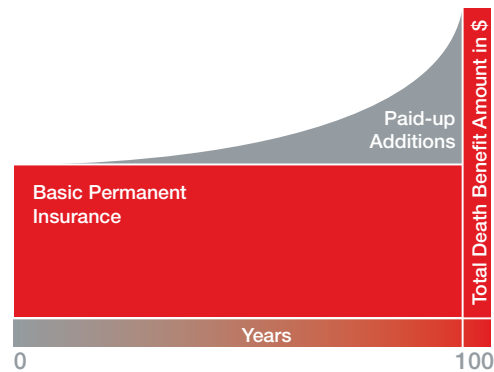 Paid-up
Additions
Basic Permanent
Insurance
Total Death Benefit Amount in $
Years
0
100